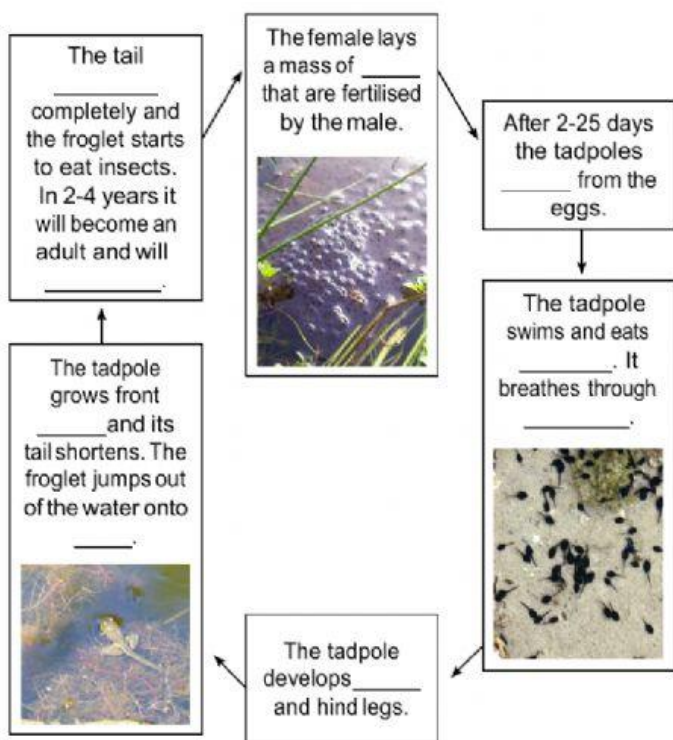 The tail
__________
completely and
the froglet starts
to eat insects.
In 2-4 years it
will become an
adult and will
___________.
The female lays
a mass of _____
that are fertilised
by the male.
After 2-25 days
the tadpoles
______ from the
eggs.
The tadpole
swims and eats
________. It
breathes through
_________.
The tadpole
develops______
and hind legs.
The tadpole
grows front
______and its
tail shortens. The
froglet jumps out
of the water onto
_____.